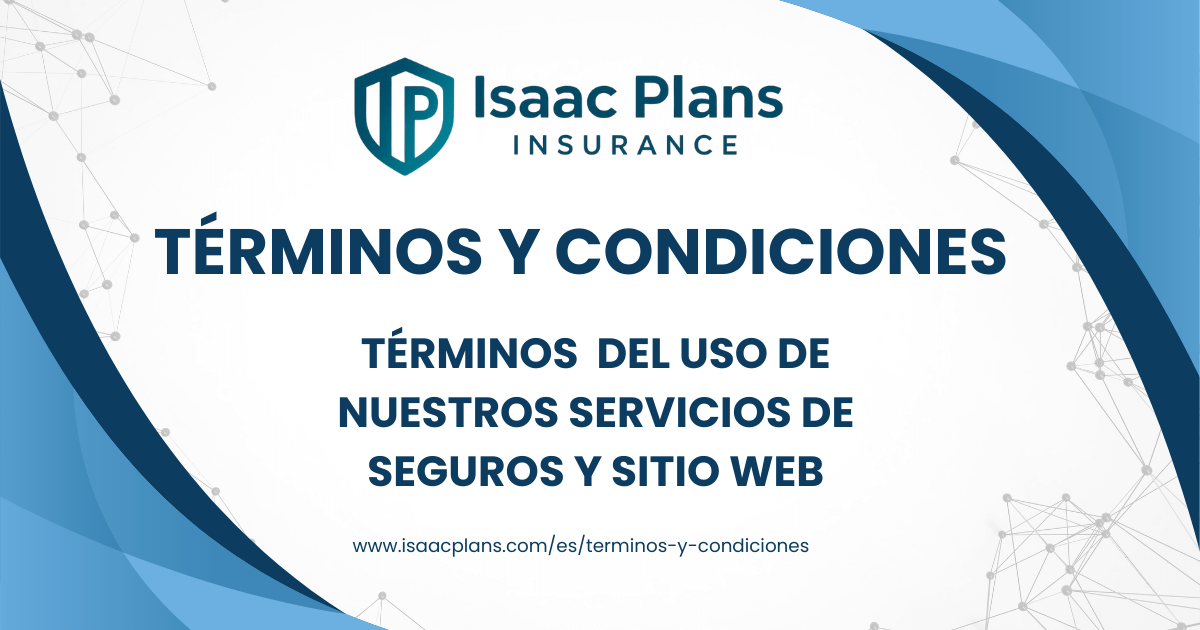 IP Isaac Plans
INSURANCE
TÉRMINOS Y CONDICIONES
TÉRMINOS DEL USO DE
NUESTROS SERVICIOS DE
SEGUROS Y SITIO WEB
www.isaacplans.com/es/terminos-y-condiciones